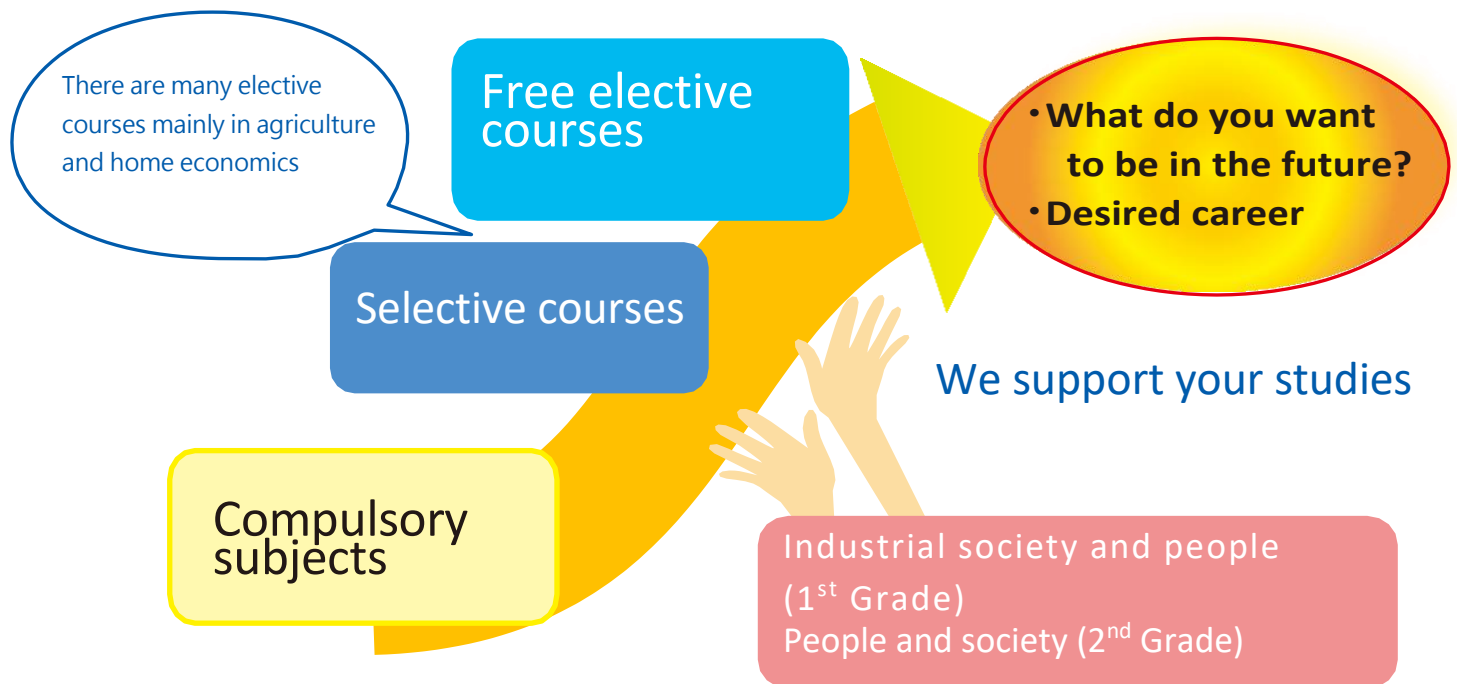 There are many elective
courses mainly in agriculture
and home economics
Free elective
courses
・What do you want
to be in the future?
・Desired career
Selective courses
We support your studies
Compulsory
subjects
Industrial society and people
(1st Grade)
People and society (2nd Grade)